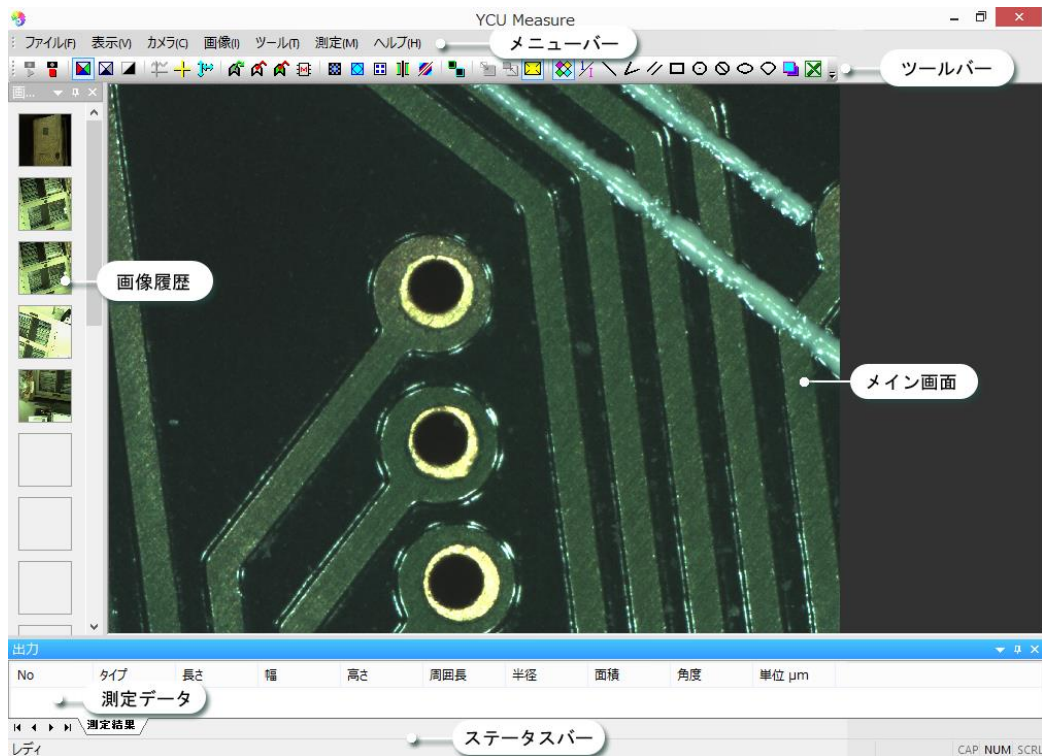 YCU Measure
ファイル(F) 表示(V) カメラ(C) 画像(I) ツール(T) 測定(M) ヘルプ(H)
メニューバー
ツールバー
画...
画像履歴
メイン画面
出力
No タイプ 長さ 幅 高さ 周囲長 半径 面積 角度 単位 μm
測定データ
測定結果
ステータスバー
レディ
CAP NUM SCRL